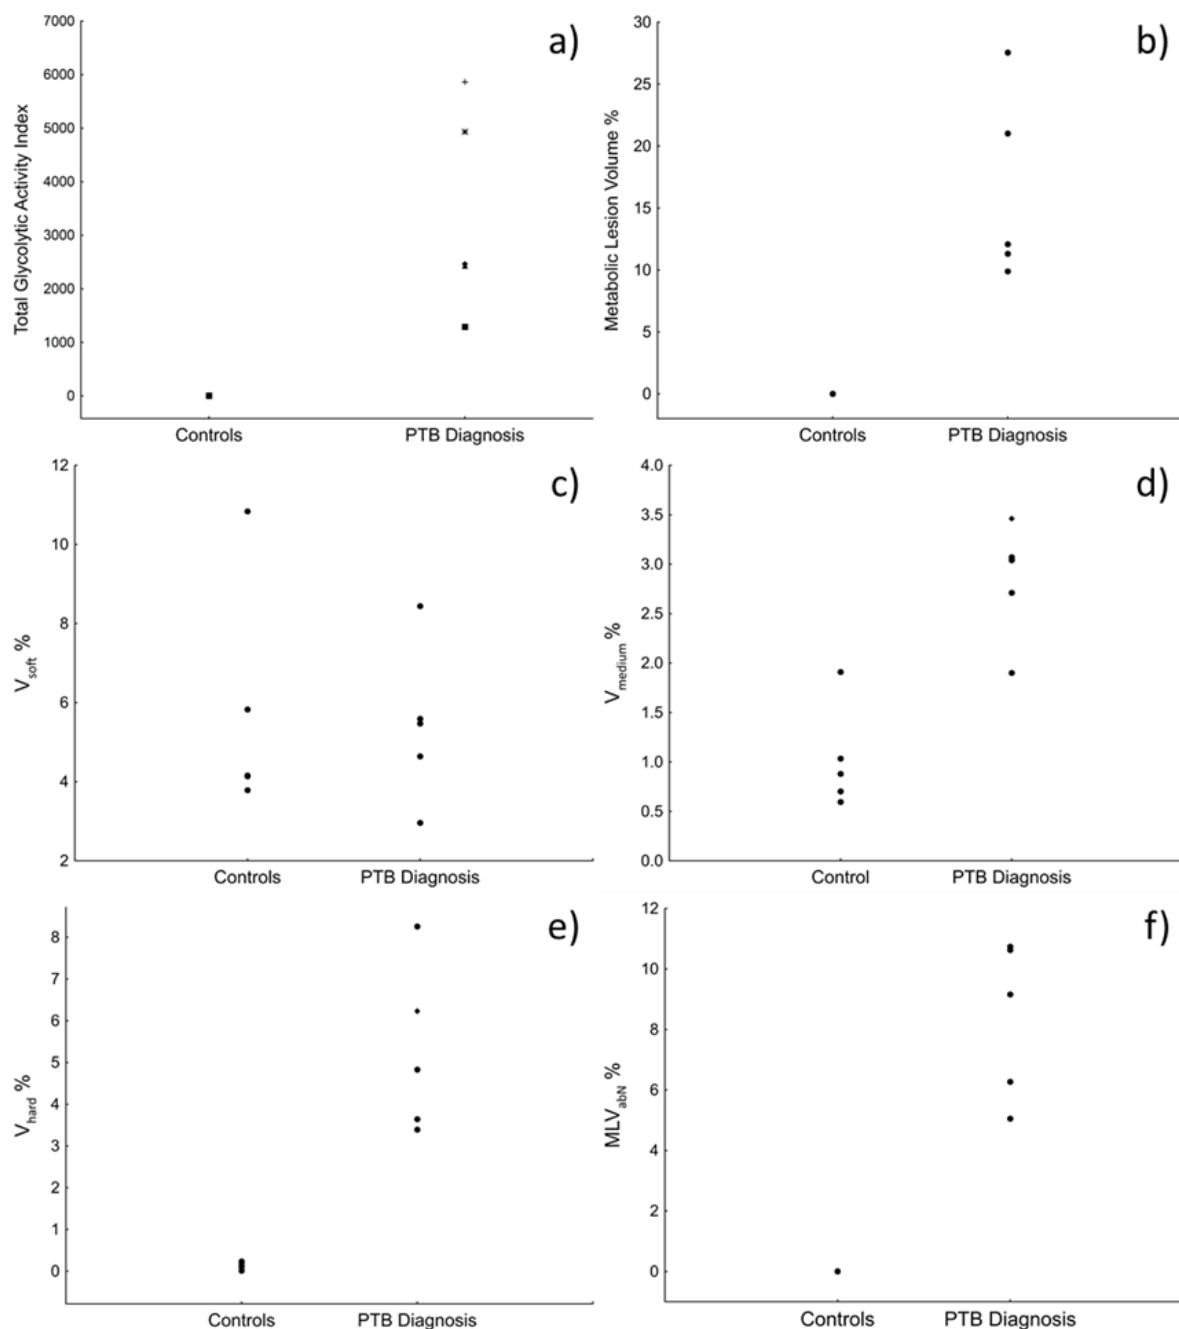 a)
Total Glycolytic Activity Index
7000
6000
5000
4000
3000
2000
1000
0
Controls PTB Diagnosis
b)
Metabolic Lesion Volume %
30
25
20
15
10
5
0
Controls PTB Diagnosis
c)
Vsoft %
12
10
8
6
4
2
Controls PTB Diagnosis
d)
Vmedium %
4.0
3.5
3.0
2.5
2.0
1.5
1.0
0.5
0.0
Control PTB Diagnosis
e)
Vhard %
8
7
6
5
4
3
2
1
0
Controls PTB Diagnosis
f)
MLVabN %
12
10
8
6
4
2
0
Controls PTB Diagnosis